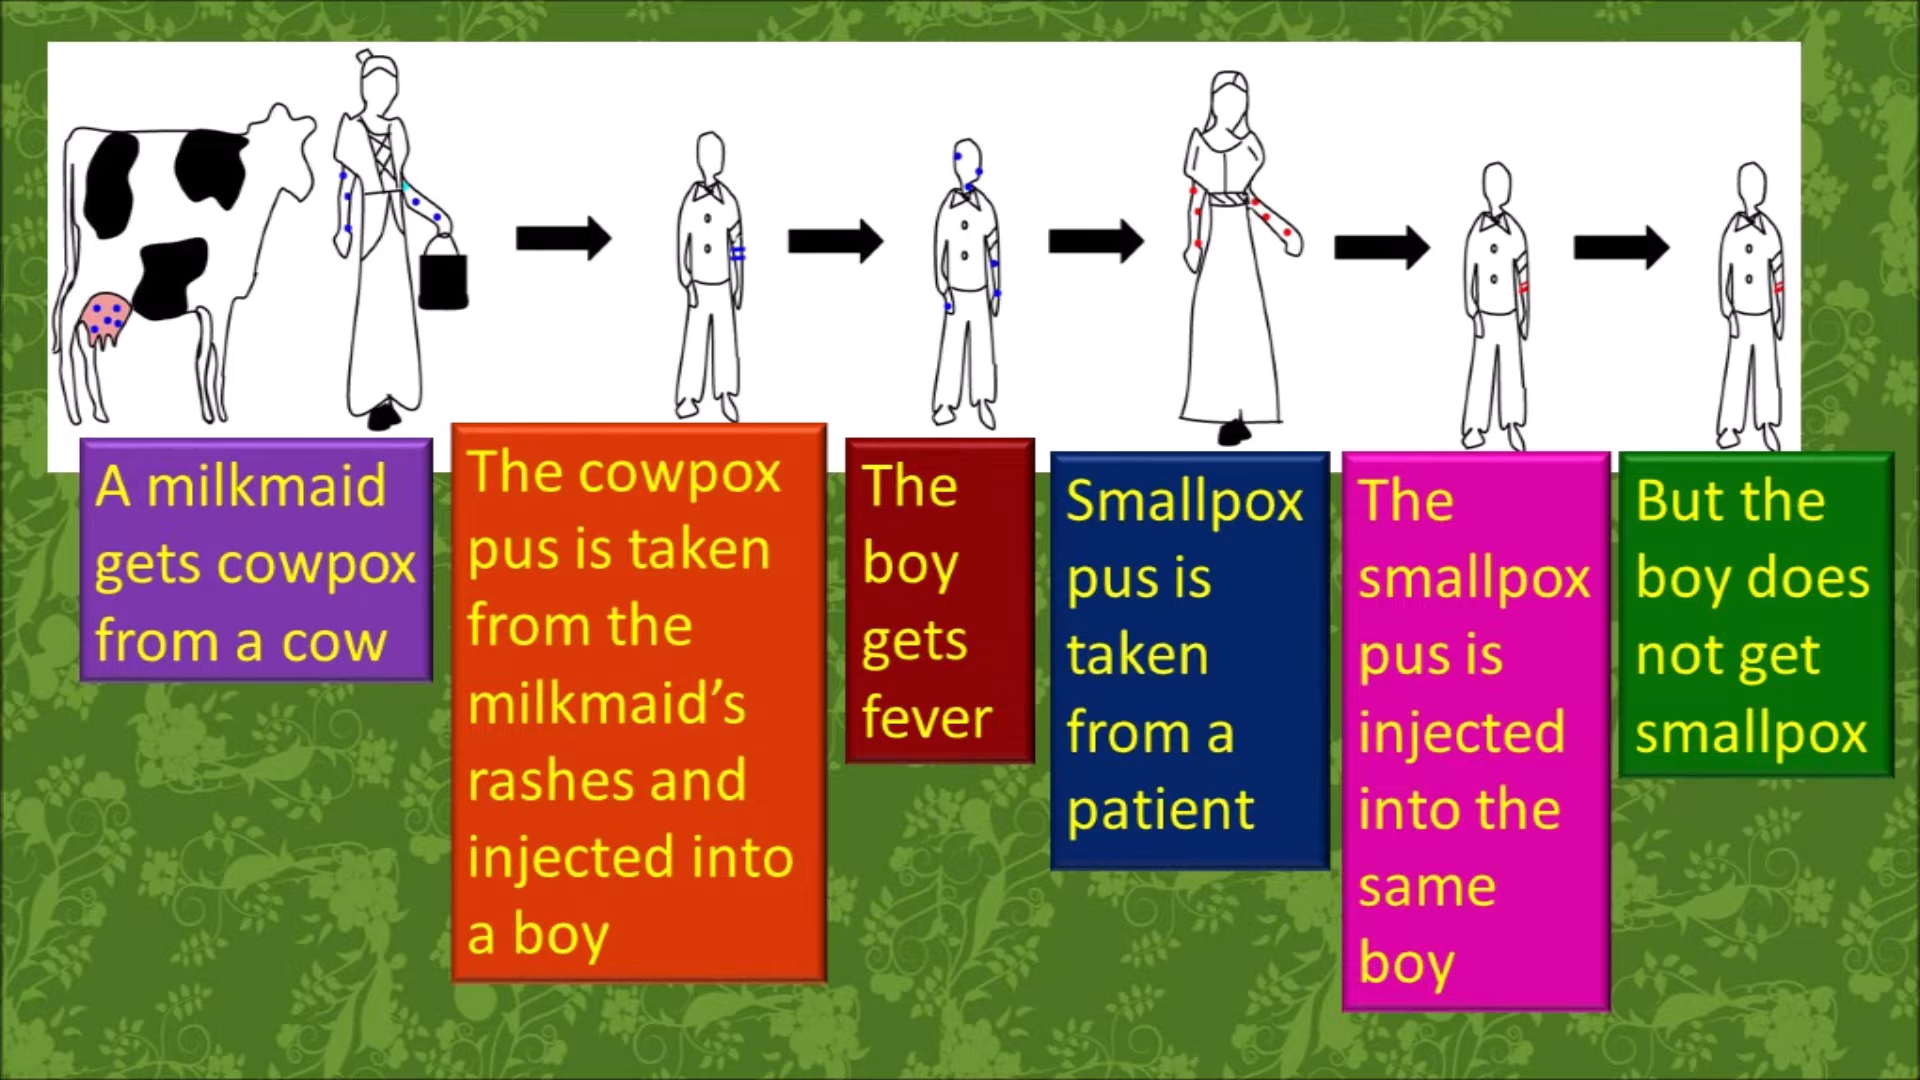 A milkmaid
gets cowpox
from a cow
The cowpox
pus is taken
from the
milkmaid’s
rashes and
injected into
a boy
The
boy
gets
fever
Smallpox
pus is
taken
from a
patient
The
smallpox
pus is
injected
into the
same
boy
But the
boy does
not get
smallpox